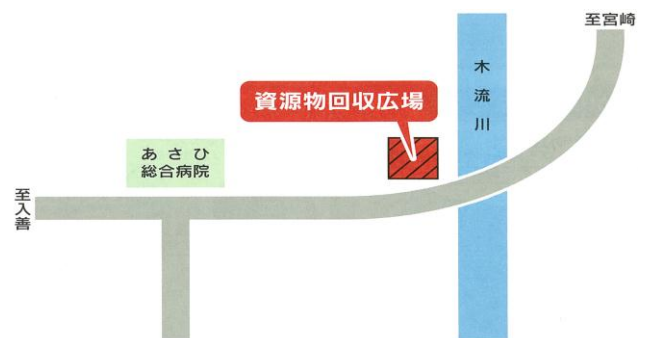 至宮崎
木流川
資源物回収広場
あさひ
総合病院
至入善